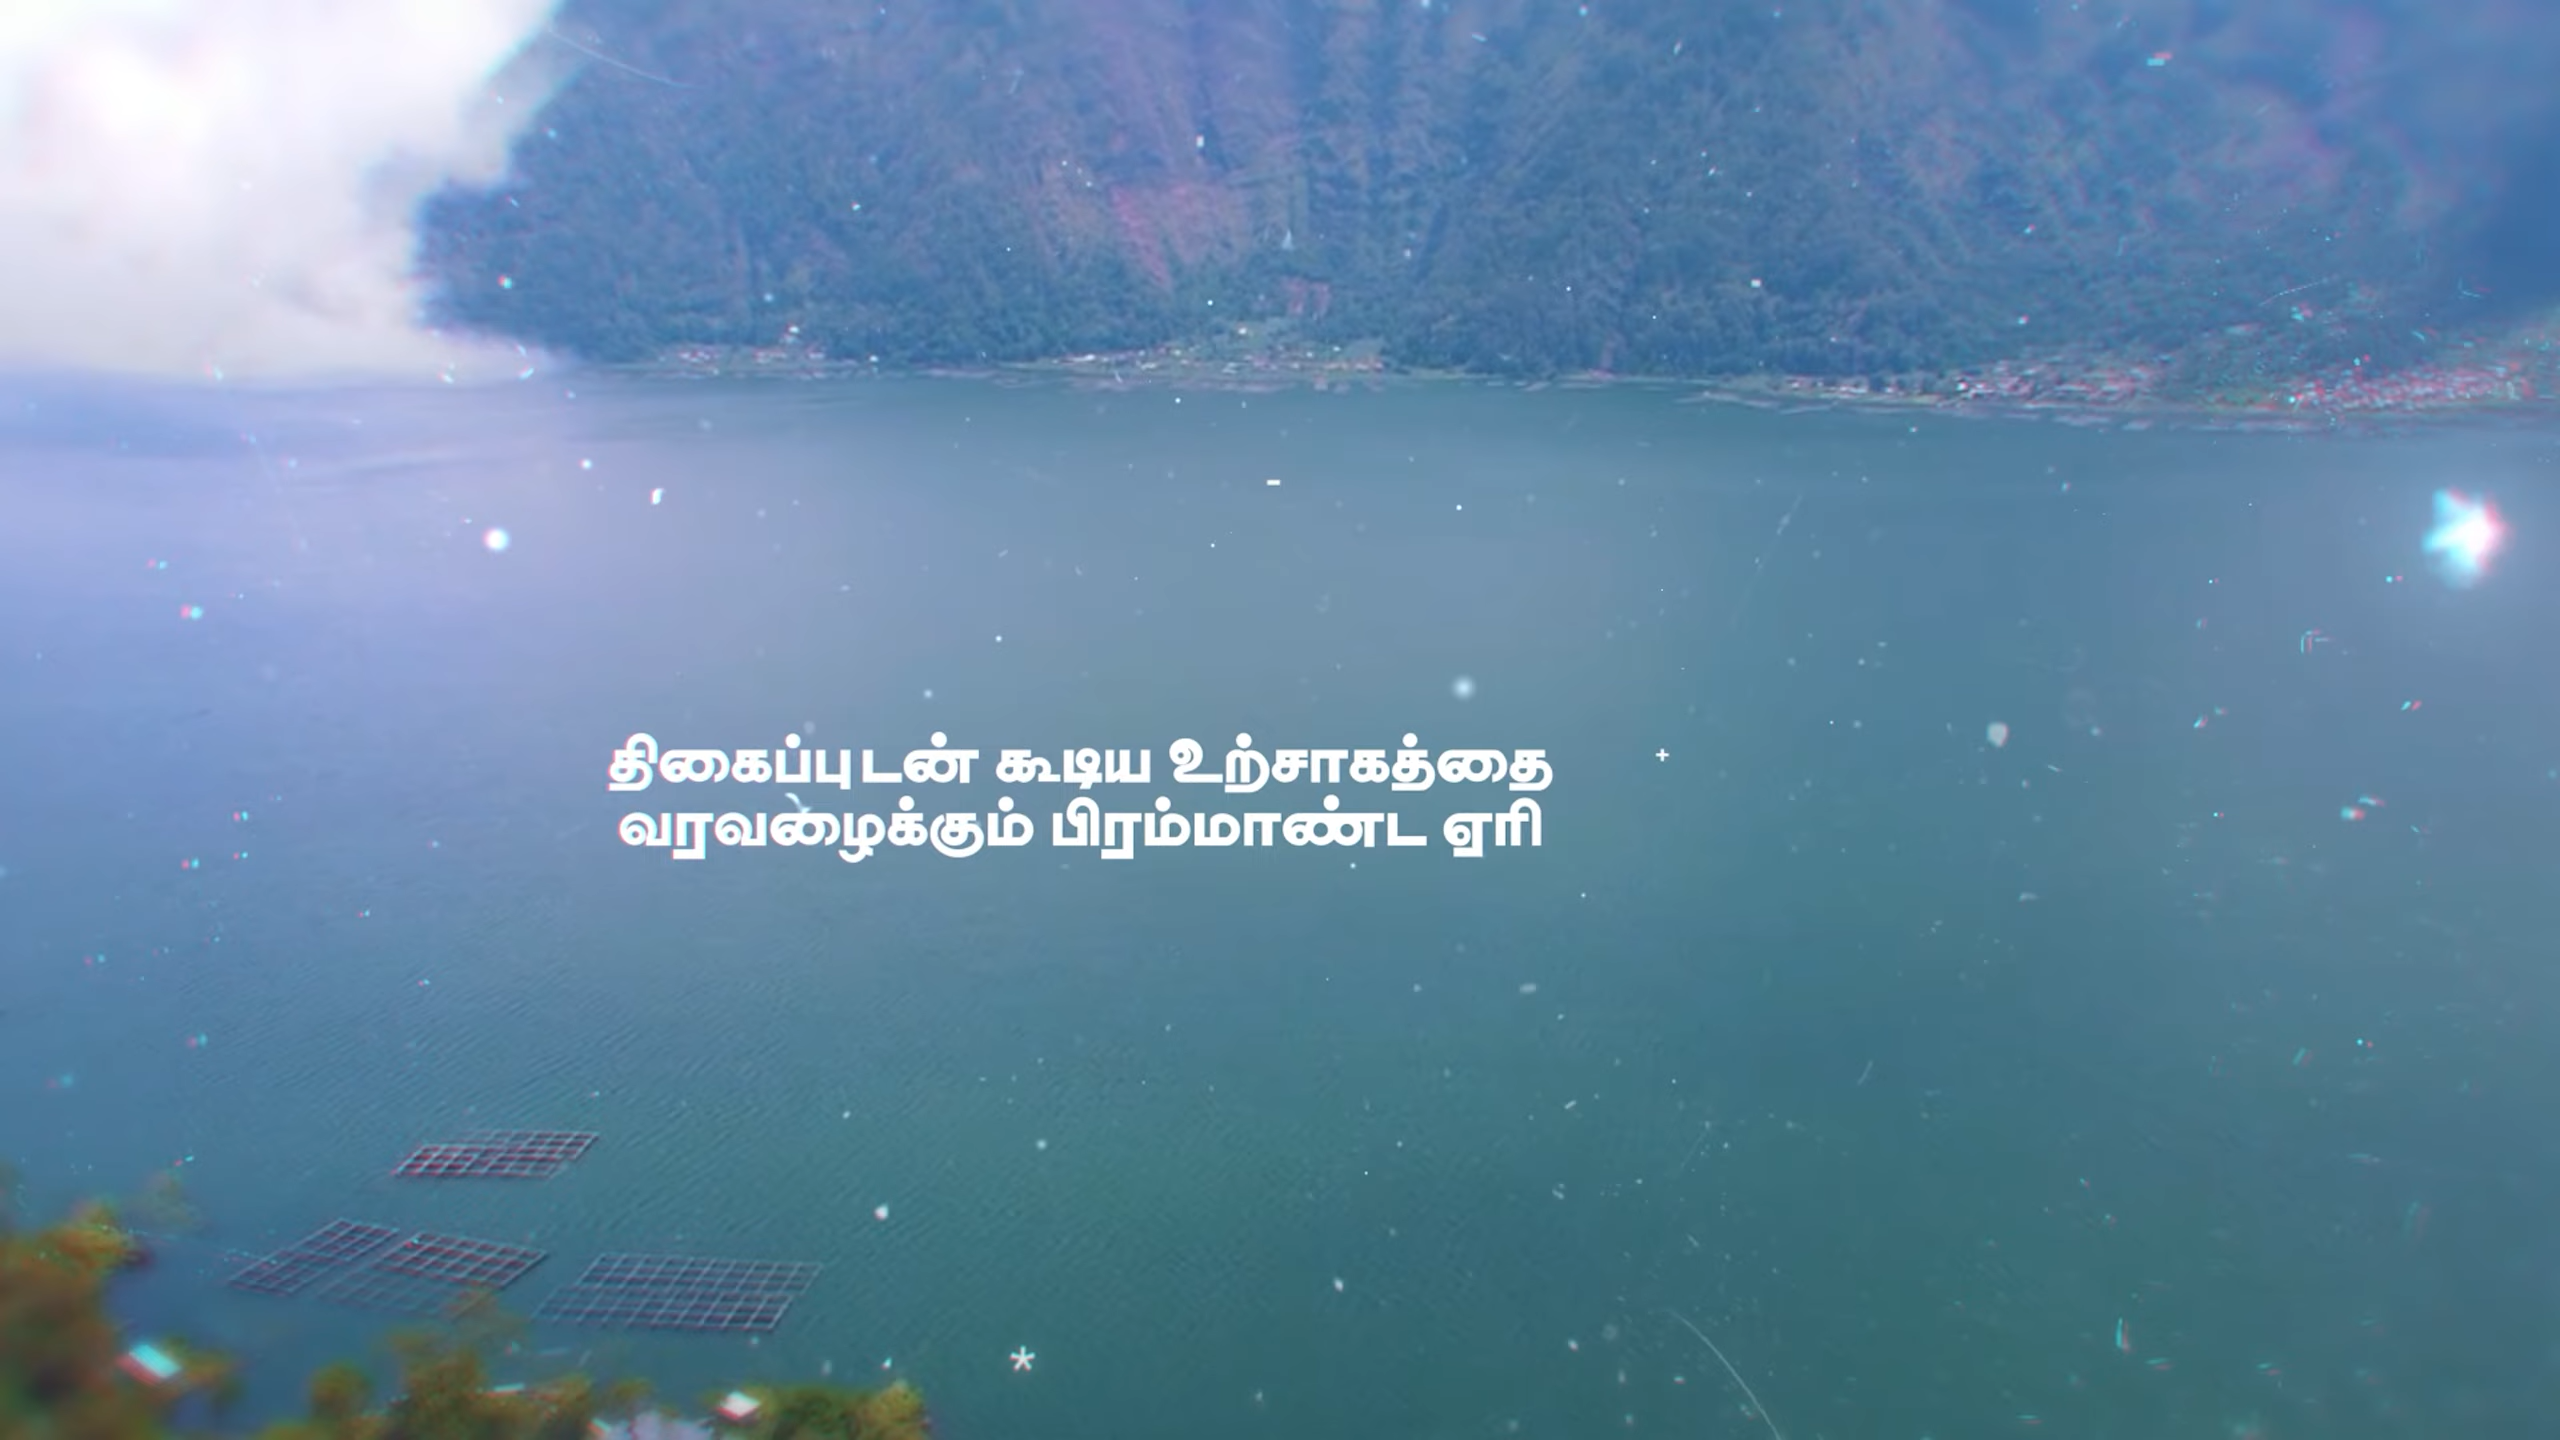 திகைப்புடன் கூடிய உற்சாகத்தை
வரவழைக்கும் பிரம்மாண்ட ஏரி